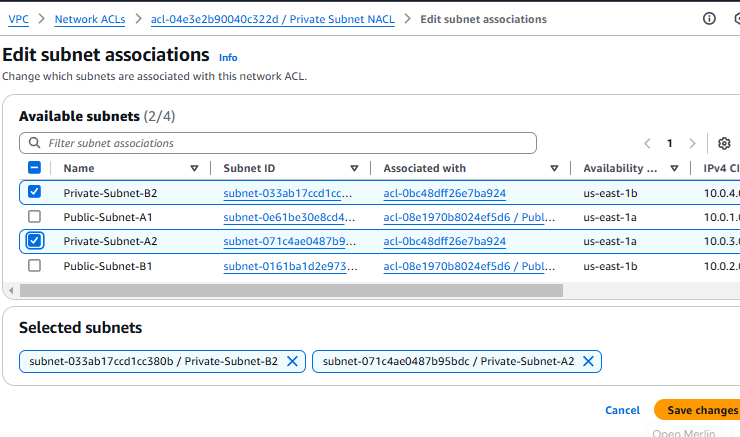 VPC > Network ACLs > acl-04e3e2b90040c322d / Private Subnet NACL > Edit subnet associations
Edit subnet associations Info
Change which subnets are associated with this network ACL.
Available subnets (2/4)
Filter subnet associations
1
Name Subnet ID Associated with Availability ... IPv4 CI
Private-Subnet-B2 subnet-033ab17ccd1cc... acl-0bc48dff26e7ba924 us-east-1b 10.0.4.0
Public-Subnet-A1 subnet-0e61be30e8cd4... acl-08e1970b8024ef5d6 / Publ... us-east-1a 10.0.1.0
Private-Subnet-A2 subnet-071c4ae0487b9... acl-0bc48dff26e7ba924 us-east-1a 10.0.3.0
Public-Subnet-B1 subnet-0161ba1d2e973... acl-08e1970b8024ef5d6 / Publ... us-east-1b 10.0.2.0
Selected subnets
subnet-033ab17ccd1cc380b / Private-Subnet-B2 subnet-071c4ae0487b95bdc / Private-Subnet-A2
Cancel Save changes
Open Merlin